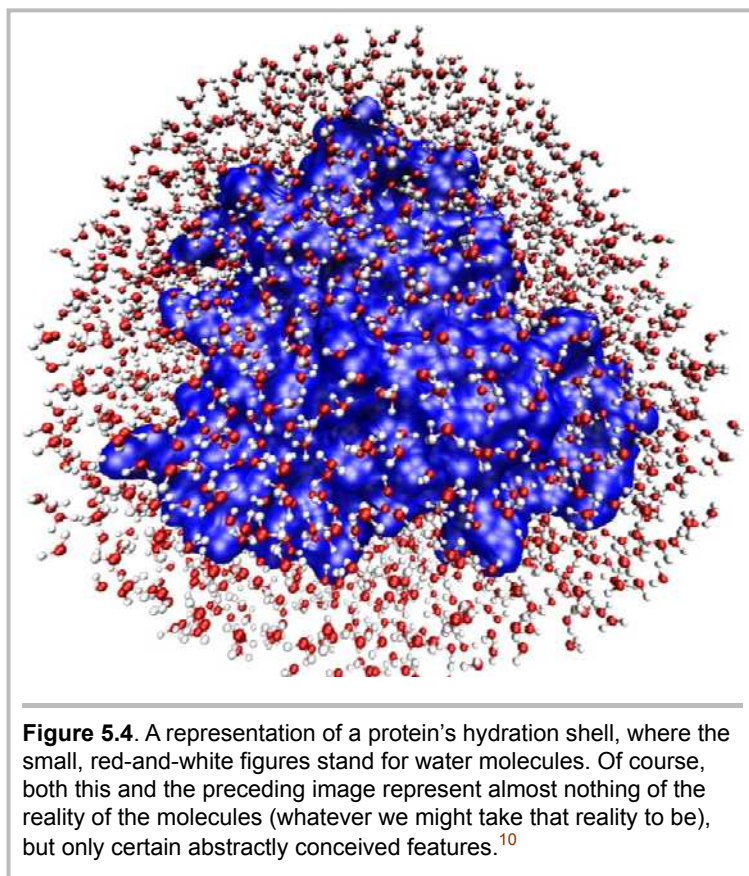 Figure 5.4. A representation of a protein’s hydration shell, where the
small, red-and-white figures stand for water molecules. Of course,
both this and the preceding image represent almost nothing of the
reality of the molecules (whatever we might take that reality to be),
but only certain abstractly conceived features.10